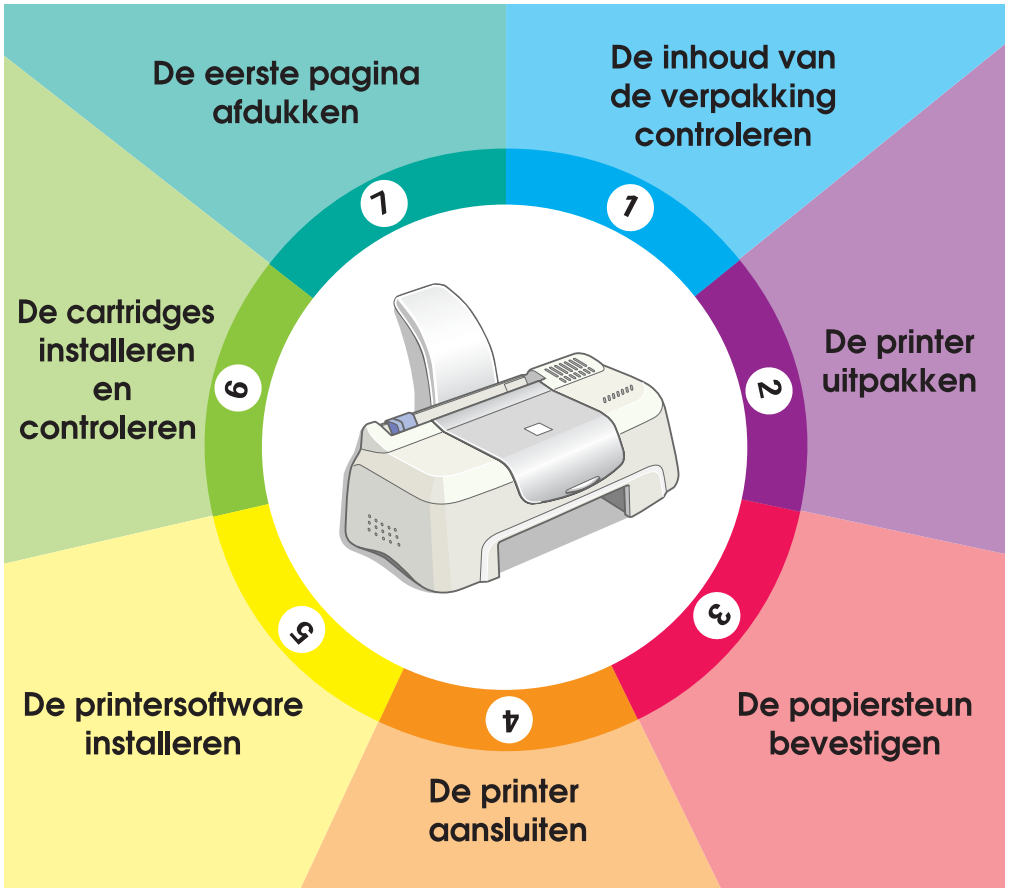 1
De inhoud van
de verpakking
controleren
2
De printer
uitpakken
3
De papiersteun
bevestigen
4
De printer
aansluiten
5
De printersoftware
installeren
6
De cartridges
installeren
en
controleren
7
De eerste pagina
afdukken